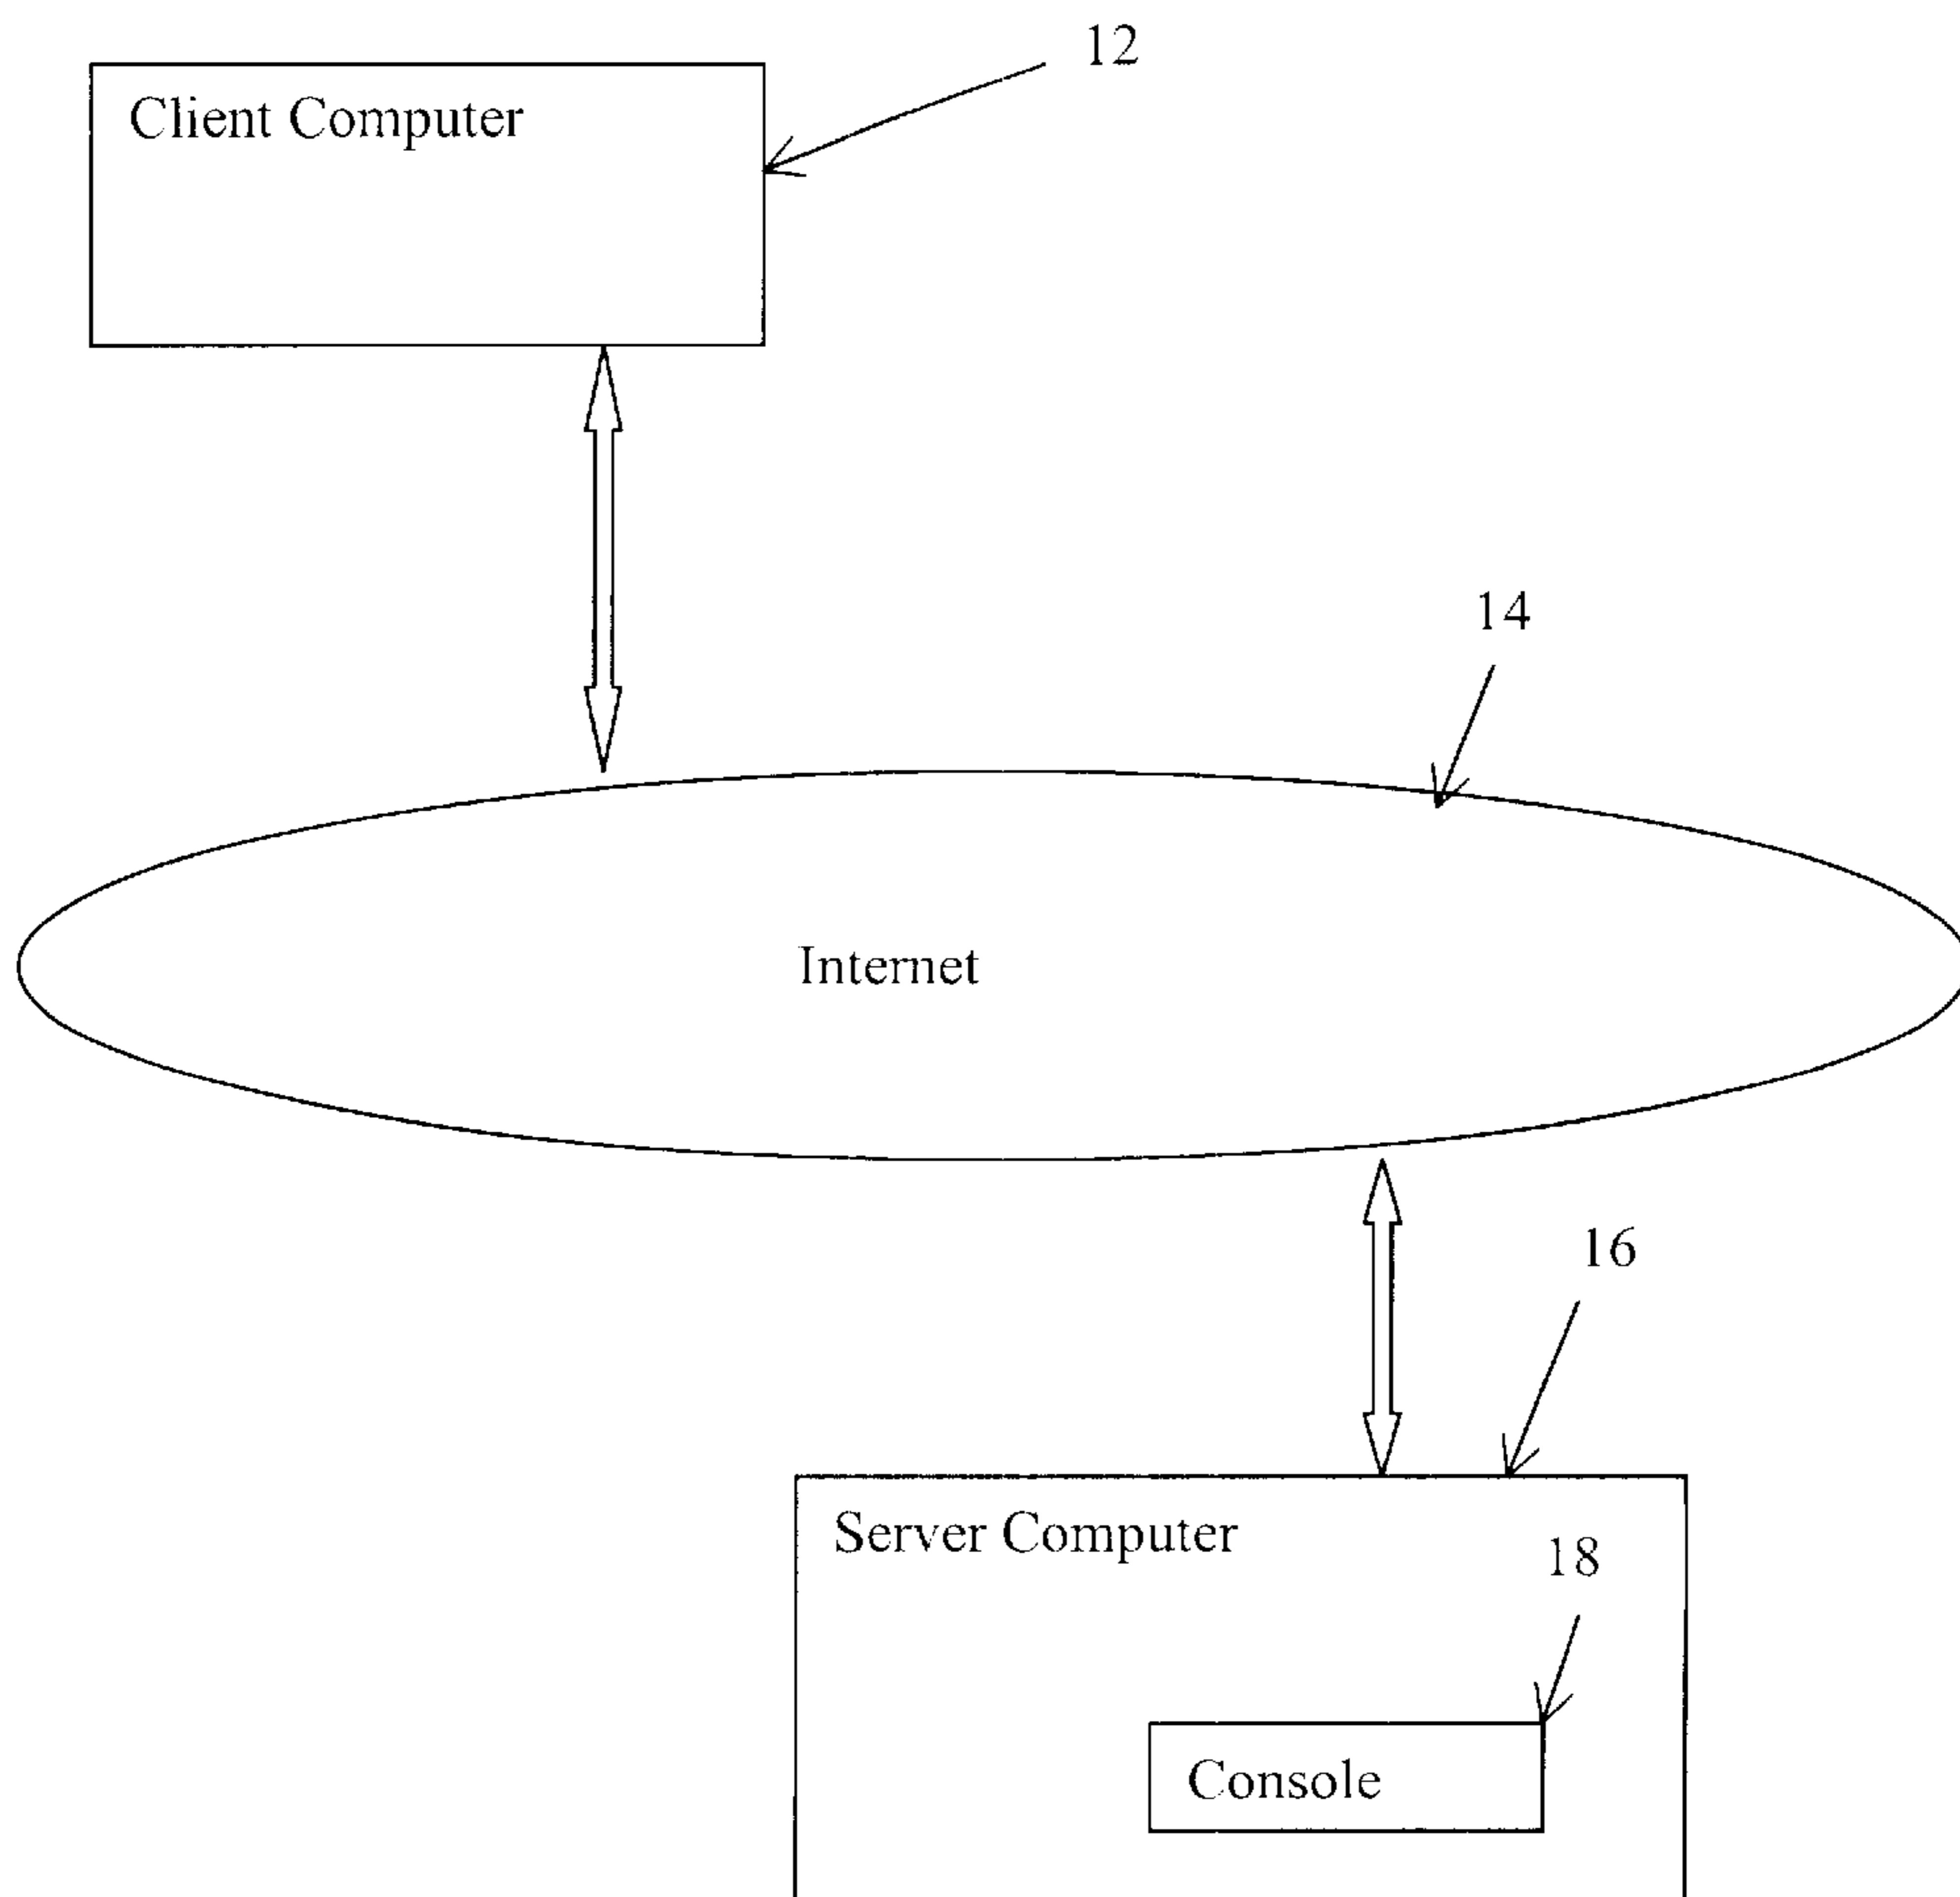 12
Client Computer
14
Internet
16
Server Computer
18
Console